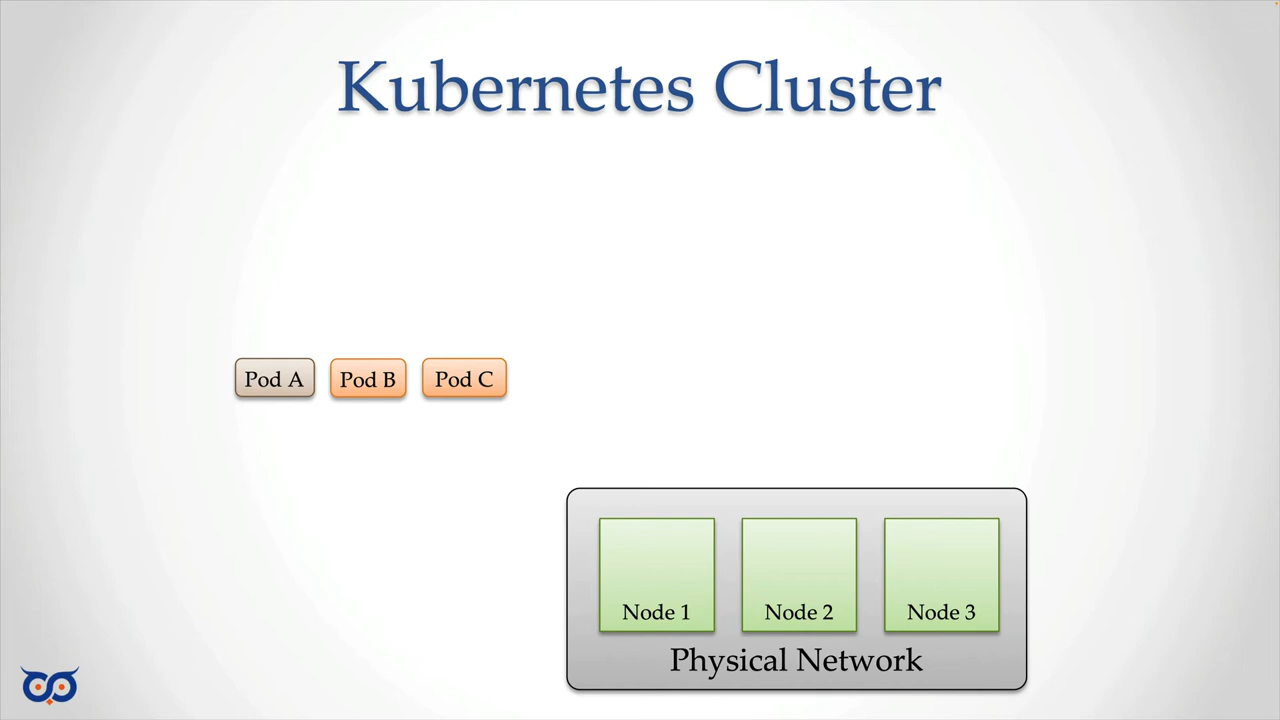 Kubernetes Cluster
Pod A
Pod B
Pod C
Node 1
Node 2
Node 3
Physical Network